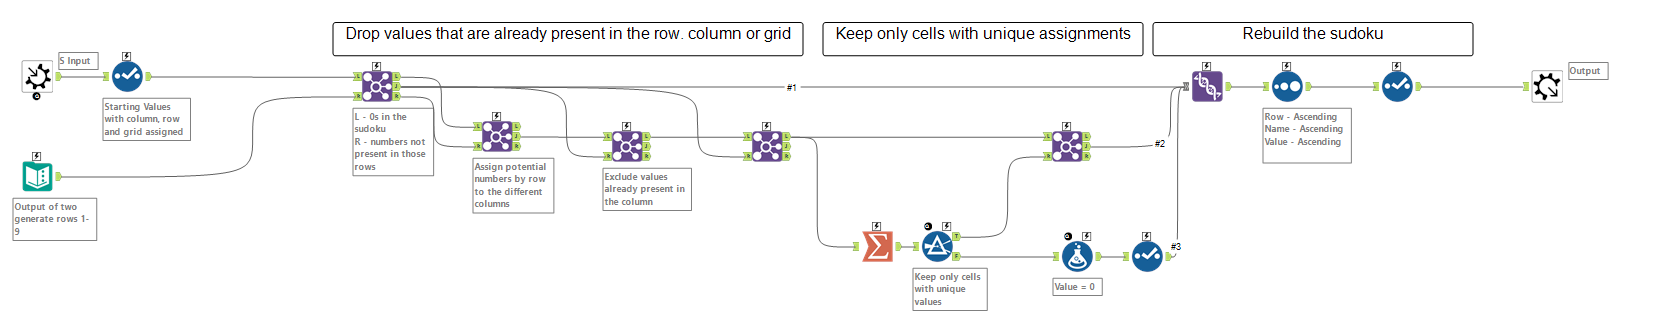 Drop values that are already present in the row. column or grid
Keep only cells with unique assignments
Rebuild the sudoku
S Input
Starting Values
with column, row
and grid assigned
Output of two
generate rows 1-
9
L - 0s in the
sudoku
R - numbers not
present in those
rows
Assign potential
numbers by row
to the different
columns
Exclude values
already present in
the column
#1
#2
#3
Keep only cells
with unique
values
Value = 0
Row - Ascending
Name - Ascending
Value - Ascending
Output
L
J
R
L
R
L
J
R
L
R
L
J
R
L
R
L
J
R
L
R
L
J
R
L
R
T
F